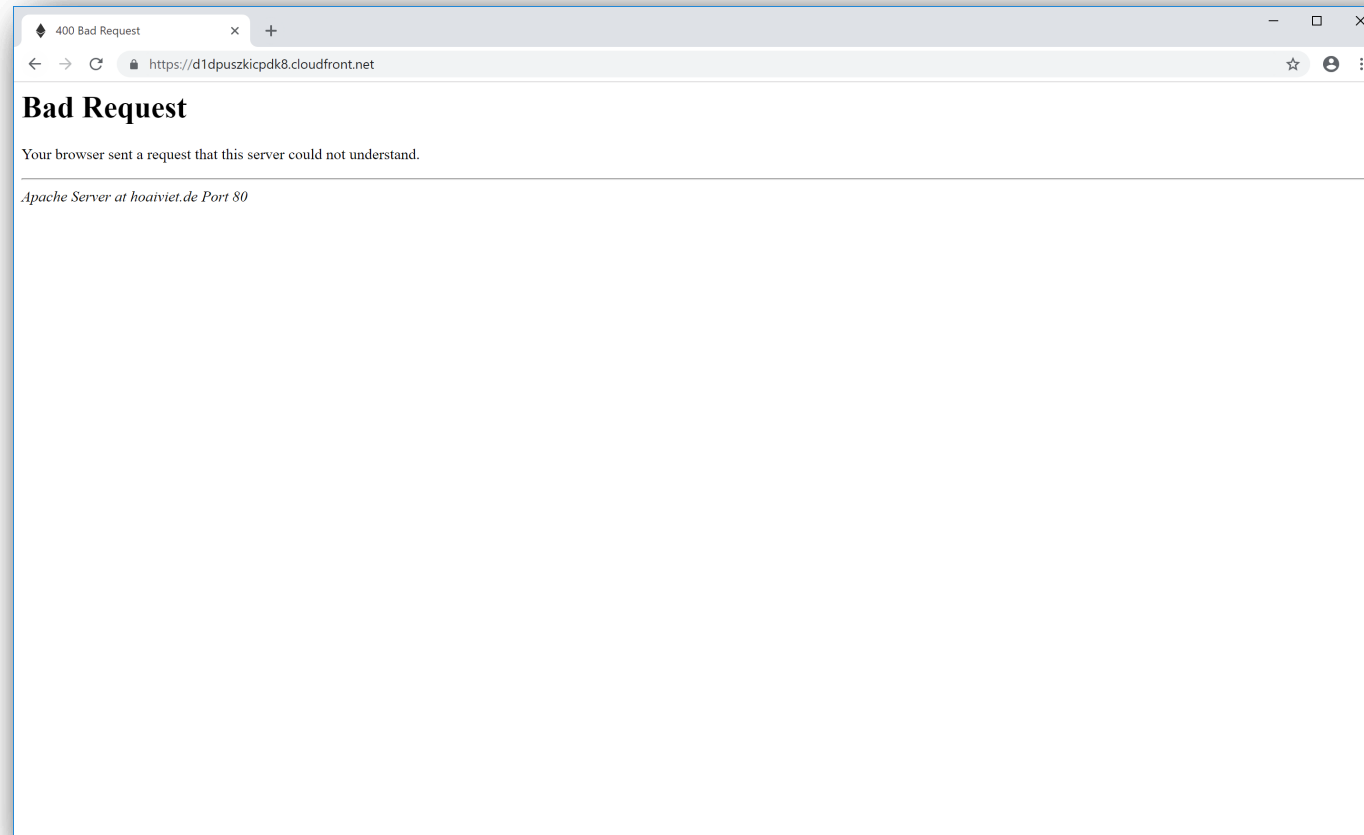 400 Bad Request
https://d1dpuszkicpdk8.cloudfront.net
Bad Request
Your browser sent a request that this server could not understand.
Apache Server at hoaiviet.de Port 80